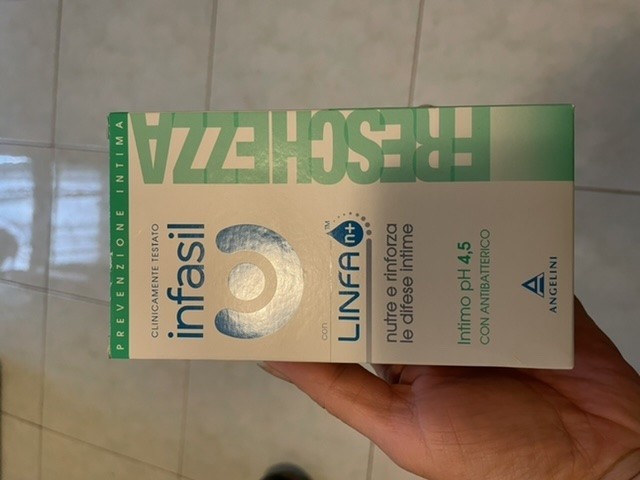 PREVENZIONE INTIMA
CLINICAMENTE TESTATO
infasil
con
LINFA n+™
nutre e rinforza
le difese intime
Intimo pH 4,5
CON ANTIBATTERICO
ANGELINI
FRESCHEZZA